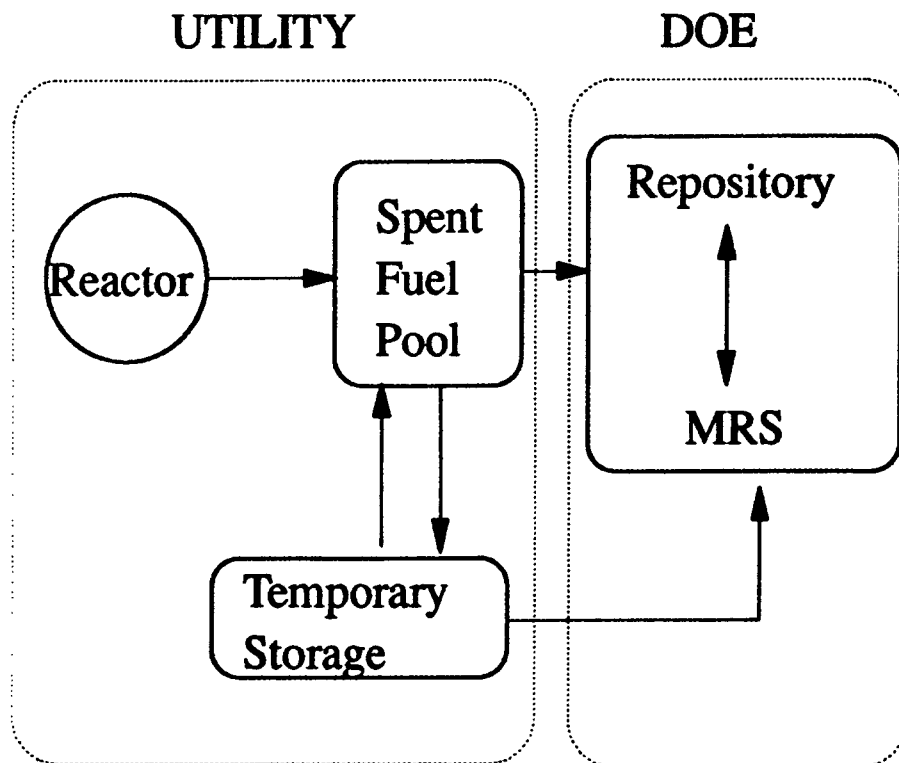 UTILITY
DOE
Reactor
Spent
Fuel
Pool
Repository
MRS
Temporary
Storage